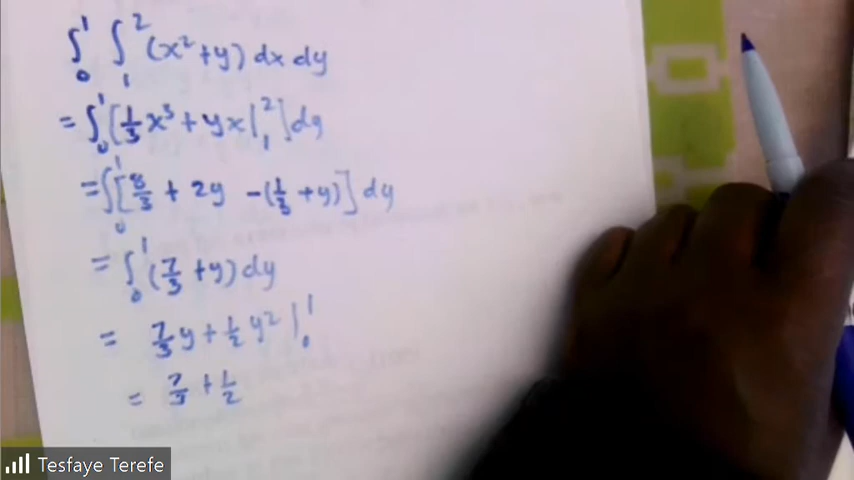 ∫₀¹ ∫₁² (x² + y) dx dy
= ∫₀¹ [1/3 x³ + yx |₁²] dy
= ∫₀¹ [8/3 + 2y - (1/3 + y)] dy
= ∫₀¹ (7/3 + y) dy
= 7/3 y + 1/2 y² |₀¹
= 7/3 + 1/2
Tesfaye Terefe